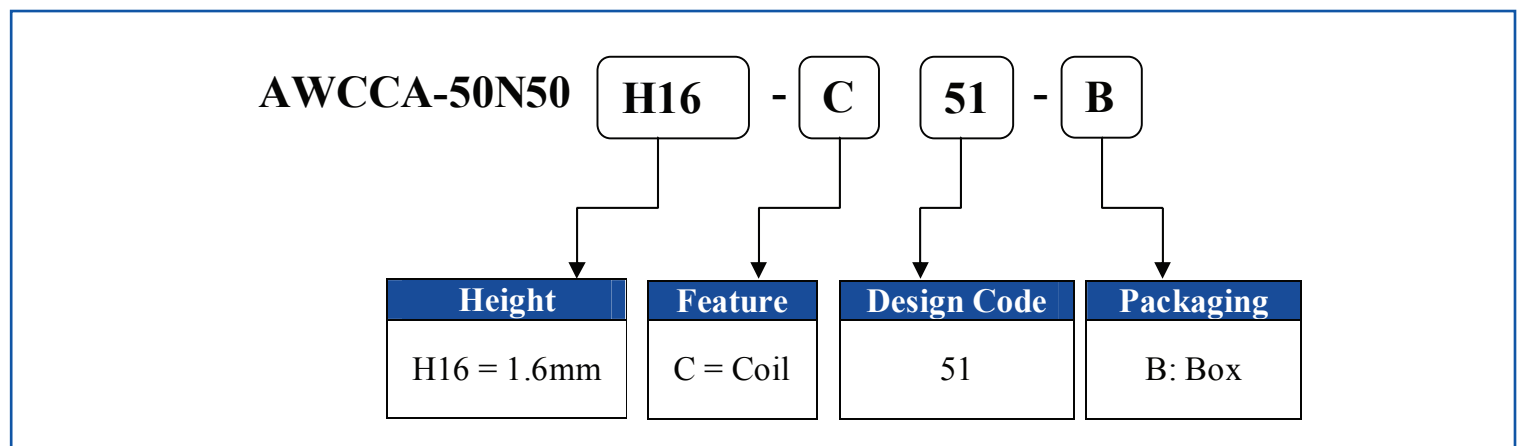 AWCCA-50N50 H16 - C 51 - B
Height Feature Design Code Packaging
H16 = 1.6mm C = Coil 51 B: Box